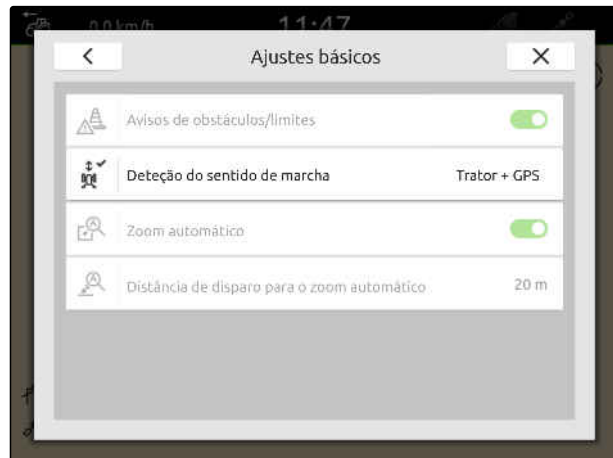 0.0 km/h 11:47
Ajustes básicos
Avisos de obstáculos/limites
Deteção do sentido de marcha Trator + GPS
Zoom automático
Distância de disparo para o zoom automático 20 m